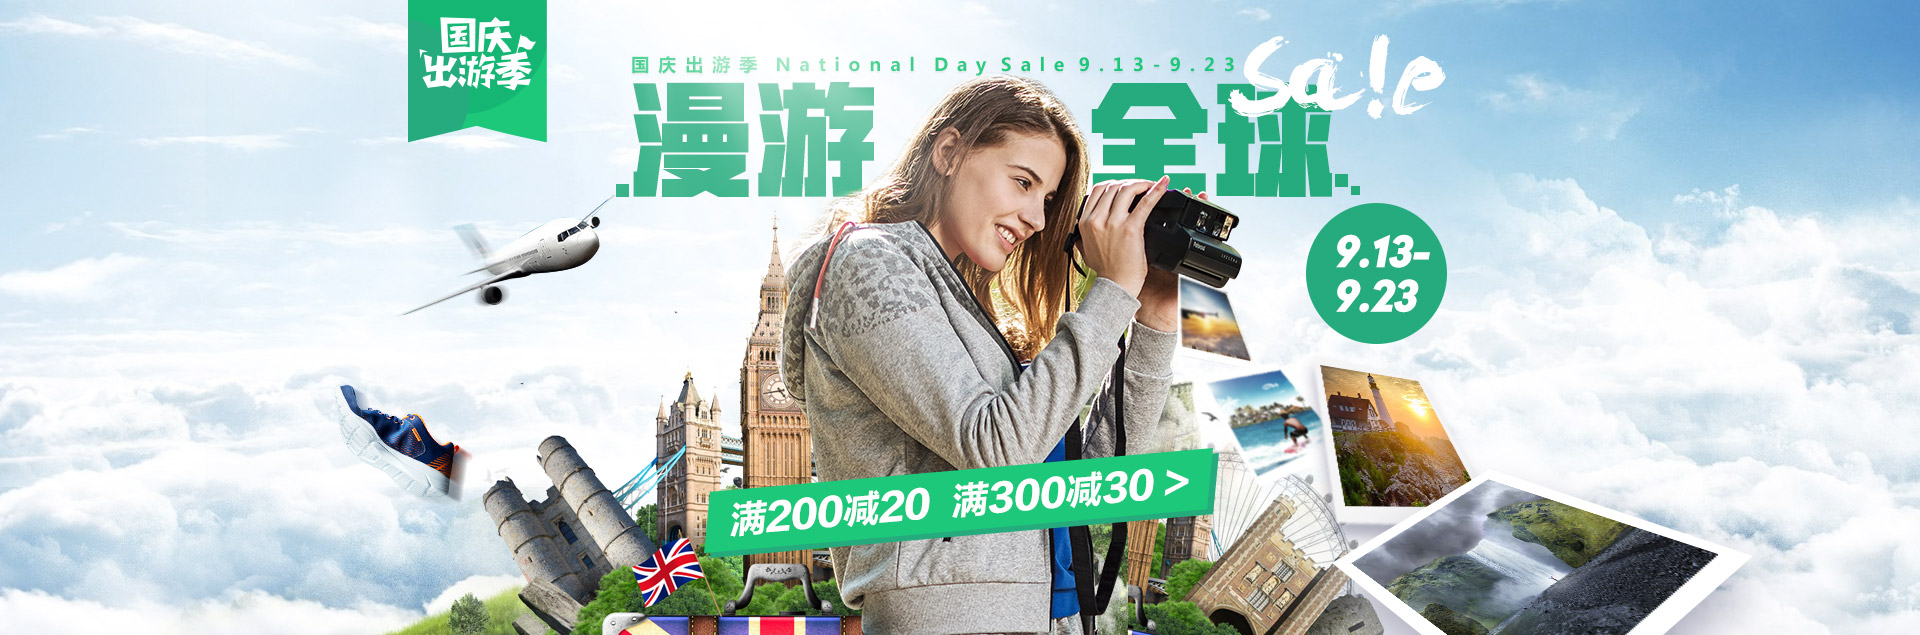 国庆
出游季
国庆出游季 National Day Sale 9.13-9.23
Sa!e
漫游 全球
9.13-
9.23
满200减20 满300减30 >
Polaroid